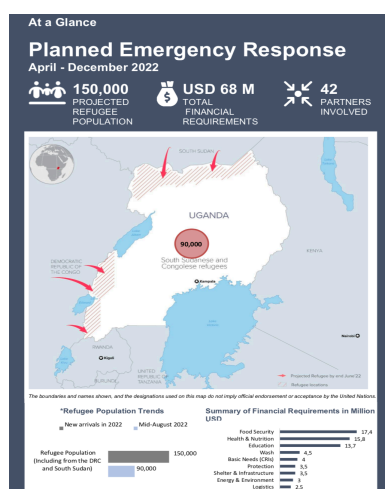 At a Glance
Planned Emergency Response
April - December 2022
150,000
PROJECTED
REFUGEE
POPULATION
USD 68 M
TOTAL
FINANCIAL
REQUIREMENTS
42
PARTNERS
INVOLVED
SOUTH SUDAN
UGANDA
90,000
South Sudanese and
Congolese refugees
DEMOCRATIC
REPUBLIC OF
THE CONGO
KENYA
Kampala
Nairobi
RWANDA
Kigali
BURUNDI
UNITED
REPUBLIC OF
TANZANIA
Projected Refugee by end June'22
Refugee locations
The boundaries and names shown, and the designations used on this map do not imply official endorsement or acceptance by the United Nations.
*Refugee Population Trends
New arrivals in 2022
Mid-August 2022
Refugee Population
(Including from the DRC
and South Sudan)
150,000
90,000
Summary of Financial Requirements in Million
USD
Food Security 17,4
Health & Nutrition 15,8
Education 13,7
Wash 4,5
Basic Needs (CRIs) 4
Protection 3,5
Shelter & Infrastructure 3,5
Energy & Environment 3
Logistics 2.5